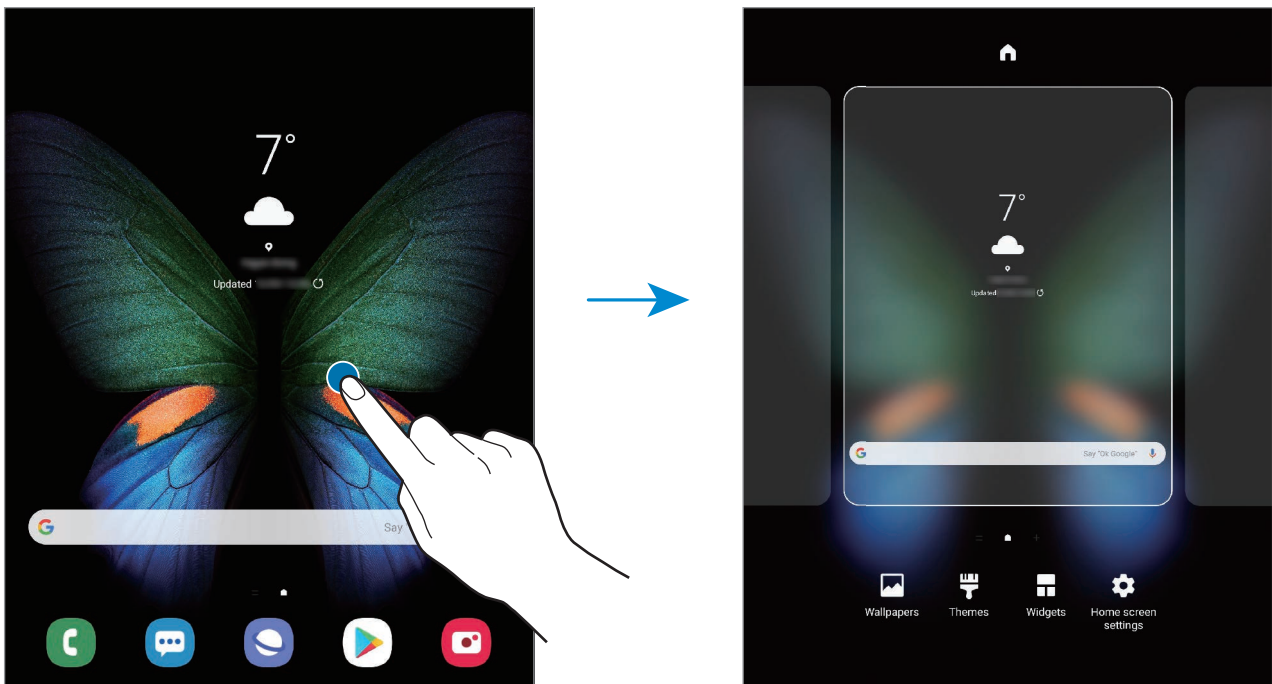 7°
Updated
Say
7°
Updated
Say "Ok Google"
Wallpapers
Themes
Widgets
Home screen
settings